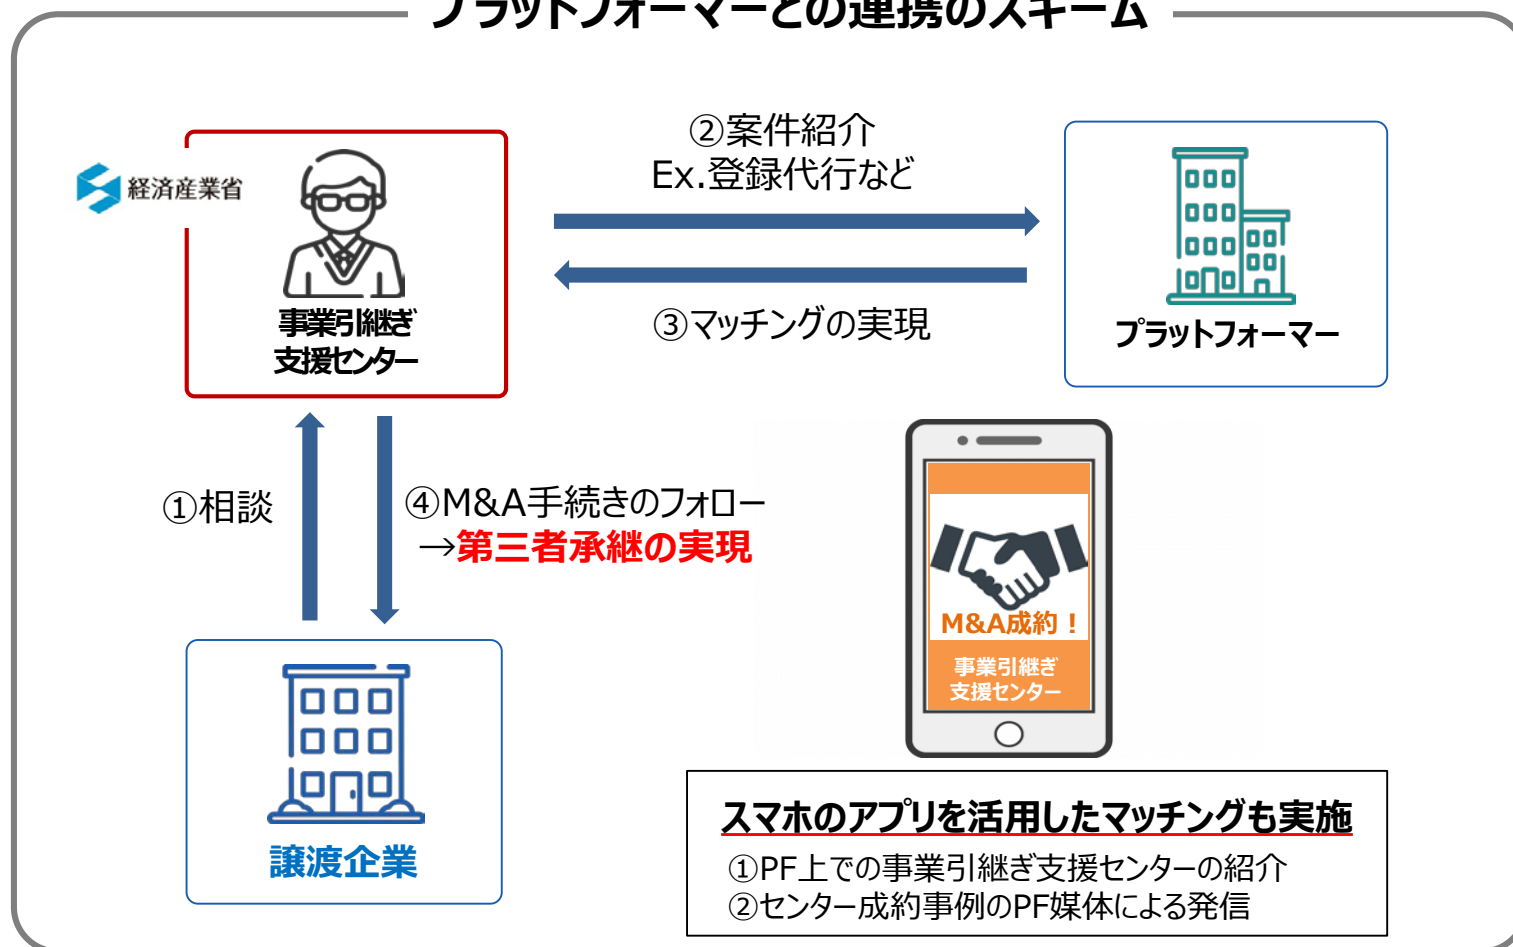 プラットフォーマーとの連携のスキーム
②案件紹介
Ex.登録代行など
経済産業省
事業引継ぎ
支援センター
③マッチングの実現
プラットフォーマー
①相談
④M&A手続きのフォロー
→第三者承継の実現
M&A成約！
事業引継ぎ
支援センター
譲渡企業
スマホのアプリを活用したマッチングも実施
①PF上での事業引継ぎ支援センターの紹介
②センター成約事例のPF媒体による発信